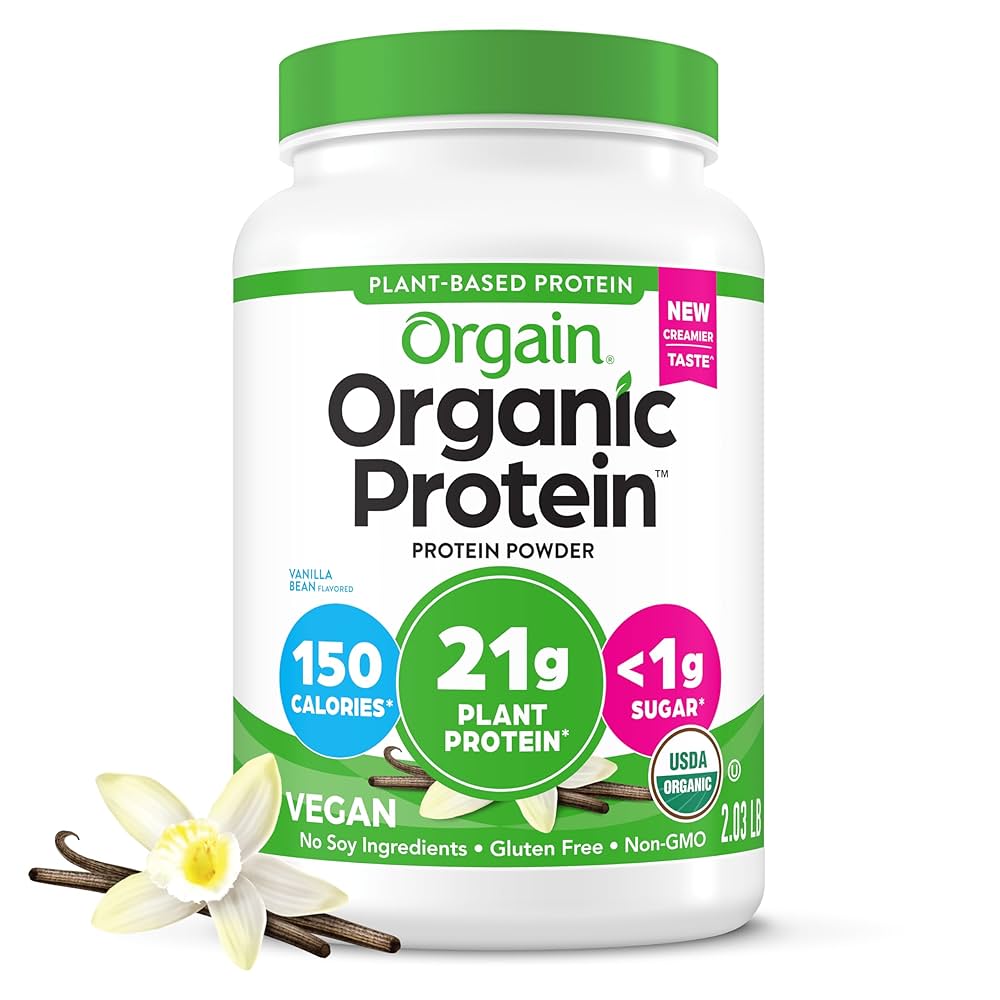 PLANT-BASED PROTEIN
Orgain®
Organic
Protein™
PROTEIN POWDER
NEW
CREAMIER
TASTE^
VANILLA
BEAN FLAVORED
150
CALORIES*
21g
PLANT
PROTEIN*
<1g
SUGAR*
USDA
ORGANIC
U
VEGAN
No Soy Ingredients • Gluten Free • Non-GMO
2.03 LB